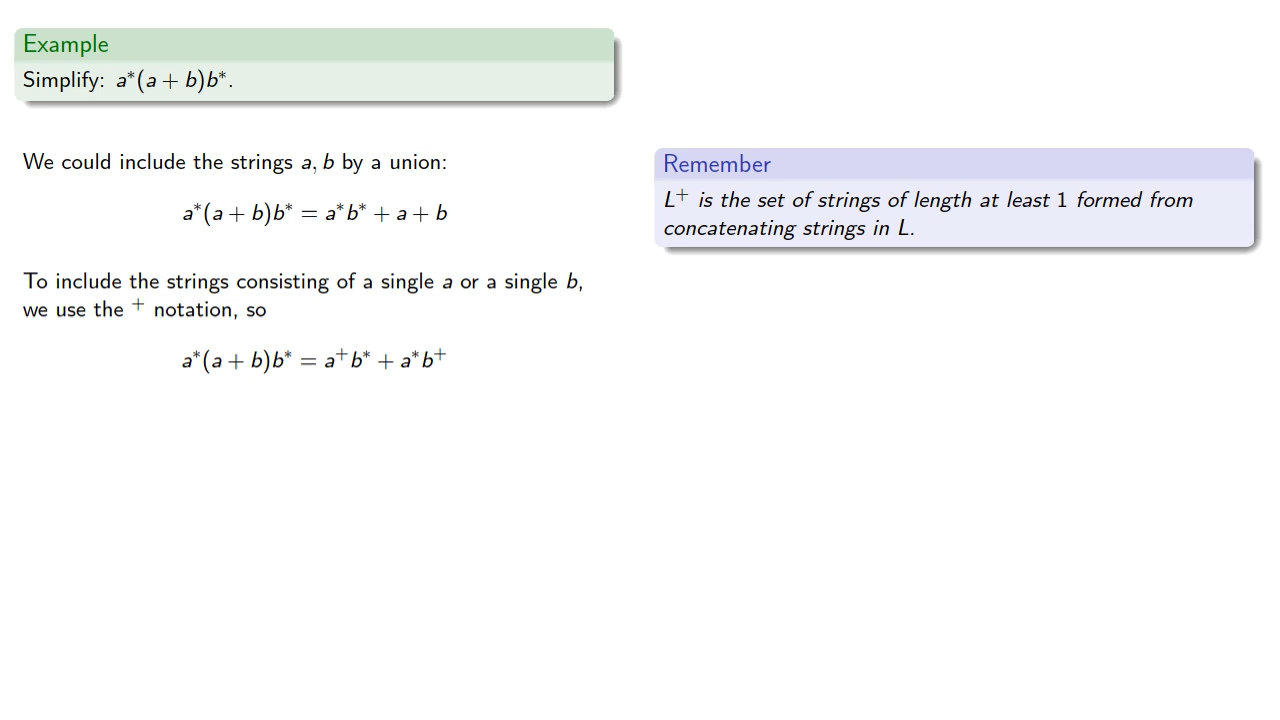 Example
Simplify: a*(a + b)b*.
We could include the strings a, b by a union:
a*(a + b)b* = a*b* + a + b
To include the strings consisting of a single a or a single b,
we use the ⁺ notation, so
a*(a + b)b* = a⁺b* + a*b⁺
Remember
L⁺ is the set of strings of length at least 1 formed from
concatenating strings in L.